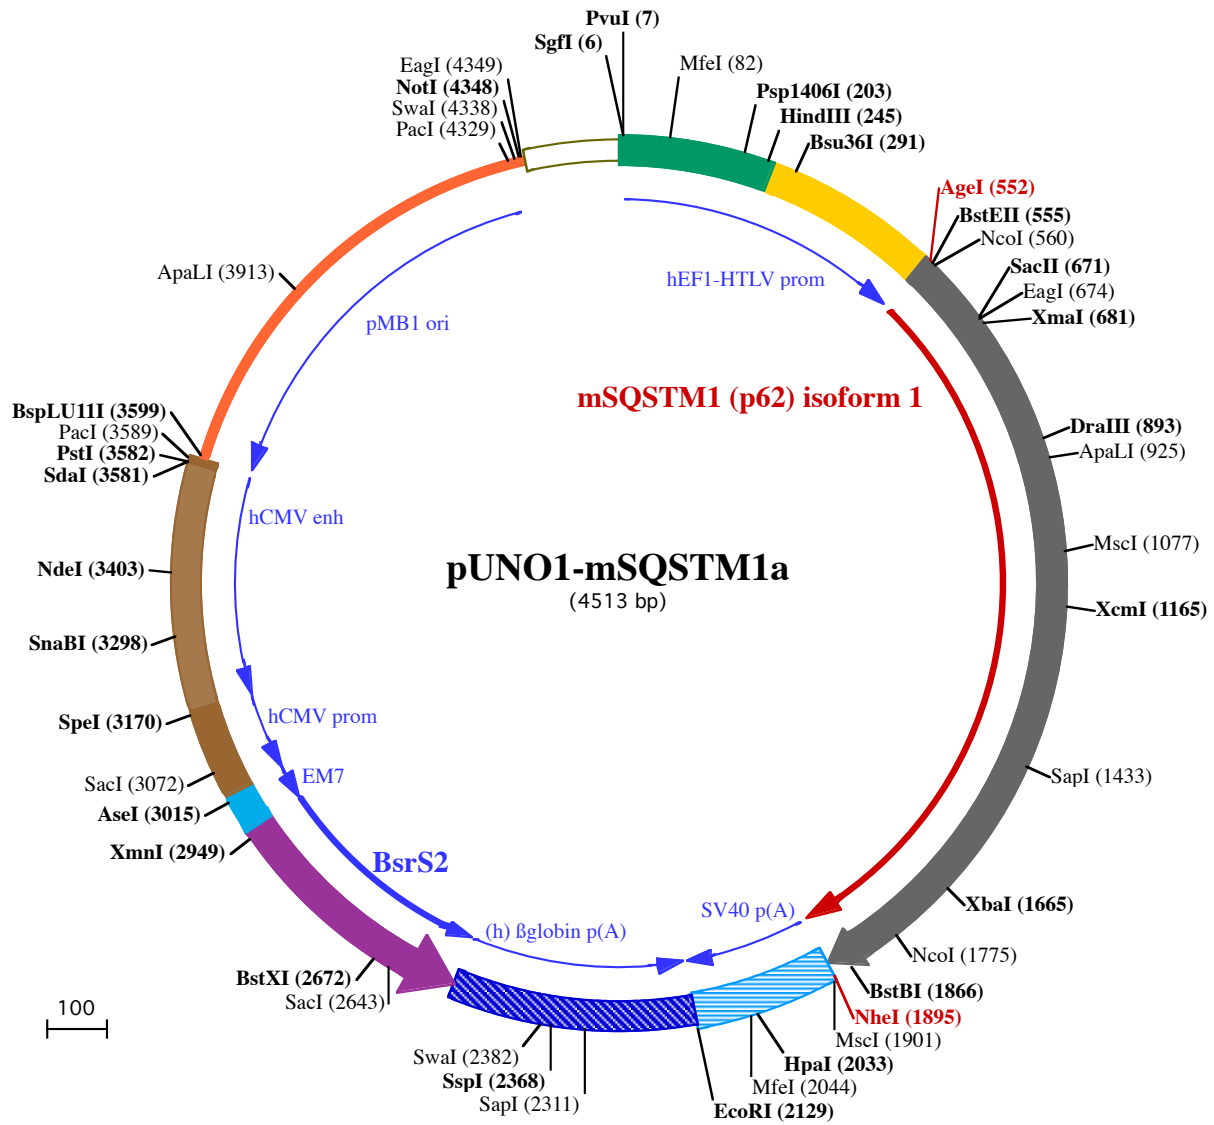 PvuI (7)
SgfI (6)
MfeI (82)
Psp1406I (203)
HindIII (245)
Bsu36I (291)
EagI (4349)
NotI (4348)
SwaI (4338)
PacI (4329)
AgeI (552)
BstEII (555)
NcoI (560)
SacII (671)
EagI (674)
XmaI (681)
ApaLI (3913)
hEF1-HTLV prom
pMB1 ori
mSQSTM1 (p62) isoform 1
BspLU11I (3599)
PacI (3589)
PstI (3582)
SdaI (3581)
DraIII (893)
ApaLI (925)
hCMV enh
MscI (1077)
NdeI (3403)
pUNO1-mSQSTM1a
(4513 bp)
XcmI (1165)
SnaBI (3298)
SpeI (3170)
hCMV prom
EM7
SapI (1433)
SacI (3072)
AseI (3015)
XmnI (2949)
BsrS2
XbaI (1665)
SV40 p(A)
(h) ßglobin p(A)
NcoI (1775)
BstXI (2672)
SacI (2643)
BstBI (1866)
NheI (1895)
MscI (1901)
100
SwaI (2382)
SspI (2368)
SapI (2311)
HpaI (2033)
MfeI (2044)
EcoRI (2129)